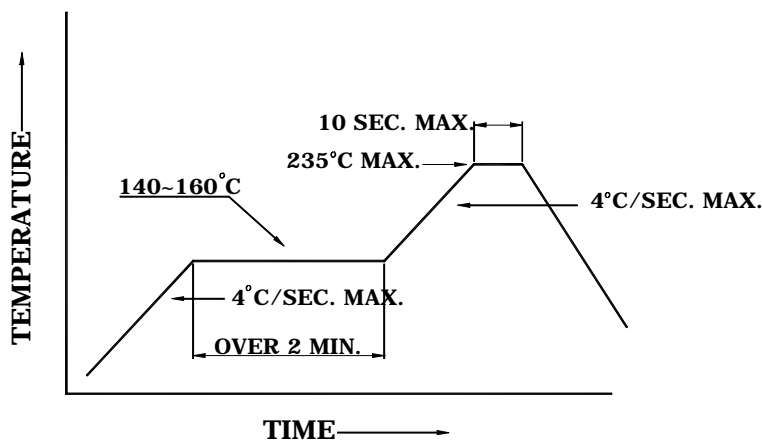 10 SEC. MAX.
235°C MAX.
140~160°C
4°C/SEC. MAX.
4°C/SEC. MAX.
OVER 2 MIN.
TEMPERATURE
TIME